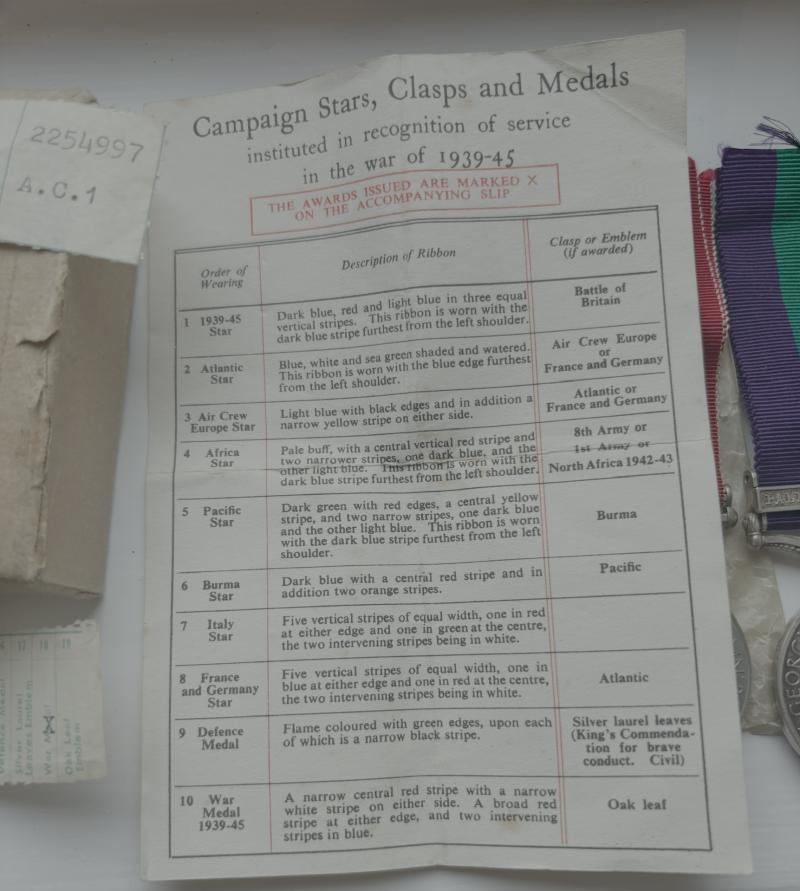 2254997
A.C.1
Campaign Stars, Clasps and Medals
instituted in recognition of service
in the war of 1939-45
THE AWARDS ISSUED ARE MARKED X
ON THE ACCOMPANYING SLIP
Order of
Wearing
Description of Ribbon
Clasp or Emblem
(if awarded)
1 1939-45
Star
Dark blue, red and light blue in three equal
vertical stripes. This ribbon is worn with the
dark blue stripe furthest from the left shoulder.
Battle of
Britain
2 Atlantic
Star
Blue, white and sea green shaded and watered.
This ribbon is worn with the blue edge furthest
from the left shoulder.
Air Crew Europe
or
France and Germany
3 Air Crew
Europe Star
Light blue with black edges and in addition a
narrow yellow stripe on either side.
Atlantic or
France and Germany
4 Africa
Star
Pale buff, with a central vertical red stripe and
two narrower stripes, one dark blue, and the
other light blue. This ribbon is worn with the
dark blue stripe furthest from the left shoulder.
8th Army or
1st Army or
North Africa 1942-43
5 Pacific
Star
Dark green with red edges, a central yellow
stripe, and two narrow stripes, one dark blue
and the other light blue. This ribbon is worn
with the dark blue stripe furthest from the left
shoulder.
Burma
6 Burma
Star
Dark blue with a central red stripe and in
addition two orange stripes.
Pacific
7 Italy
Star
Five vertical stripes of equal width, one in red
at either edge and one in green at the centre,
the two intervening stripes being in white.
8 France
and Germany
Star
Five vertical stripes of equal width, one in
blue at either edge and one in red at the centre,
the two intervening stripes being in white.
Atlantic
9 Defence
Medal
Flame coloured with green edges, upon each
of which is a narrow black stripe.
Silver laurel leaves
(King's Commenda-
tion for brave
conduct. Civil)
10 War
Medal
1939-45
A narrow central red stripe with a narrow
white stripe on either side. A broad red
stripe at either edge, and two intervening
stripes in blue.
Oak leaf
17 18 19
Defence Medal
Silver Laurel
Leaves Emblem
War Medal
X
Oak Leaf
Emblem
GEOR